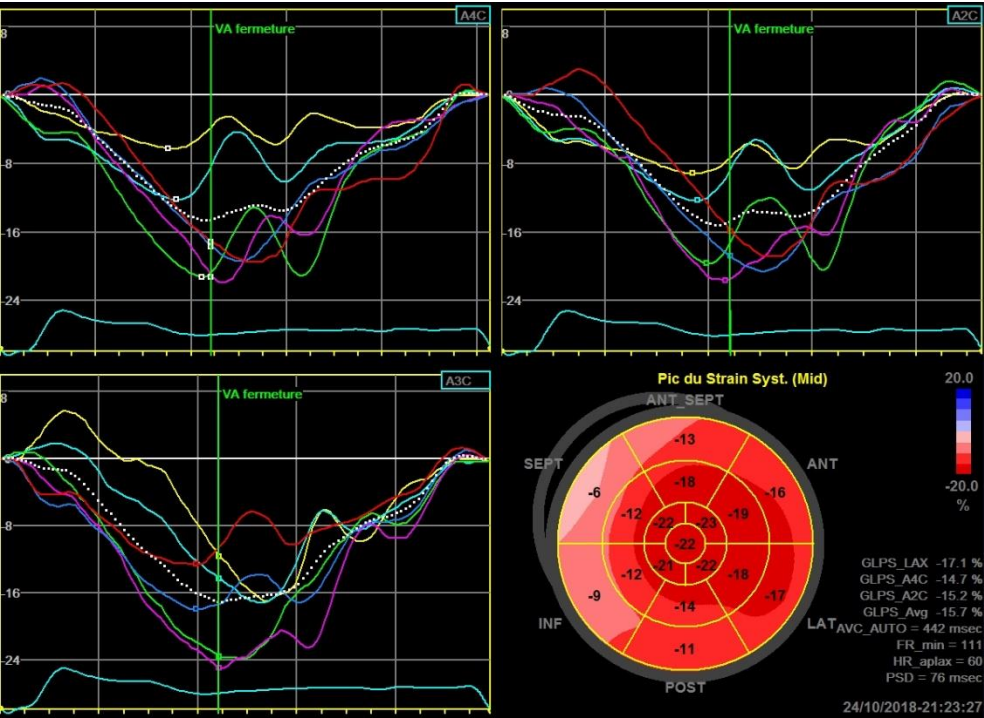 A4C
8
VA fermeture
-8
-16
-24
A2C
8
VA fermeture
-8
-16
-24
A3C
8
VA fermeture
-8
-16
-24
Pic du Strain Syst. (Mid)
20.0
ANT_SEPT
-13
SEPT
ANT
-6
-18
-16
-20.0
%
-12
-22
-23
-19
-22
-12
-21
-22
-18
-9
-14
-17
INF
-11
LAT
POST
GLPS_LAX -17.1 %
GLPS_A4C -14.7 %
GLPS_A2C -15.2 %
GLPS_Avg -15.7 %
AVC_AUTO = 442 msec
FR_min = 111
HR_aplax = 60
PSD = 76 msec
24/10/2018-21:23:27